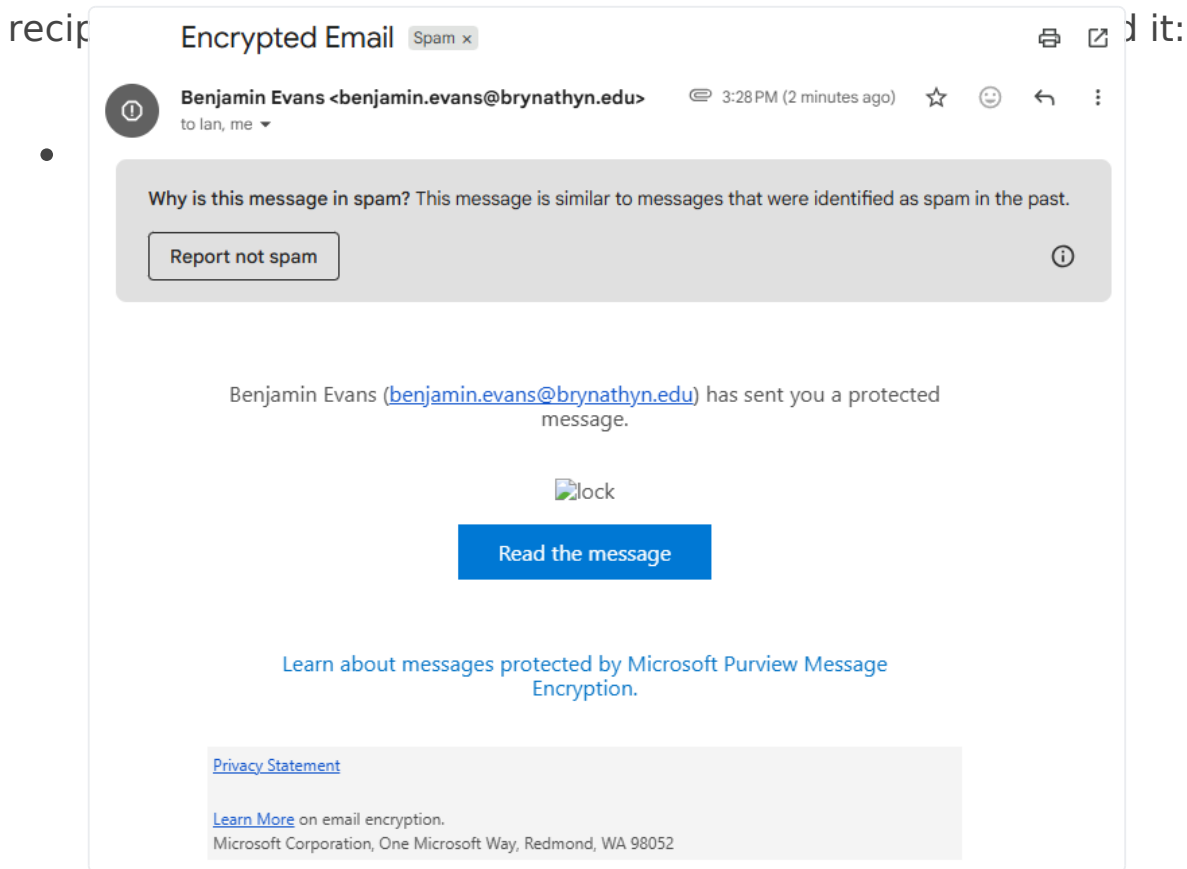 Encrypted Email Spam ×
Benjamin Evans <benjamin.evans@brynathyn.edu> 3:28 PM (2 minutes ago)
to Ian, me
Why is this message in spam? This message is similar to messages that were identified as spam in the past.
Report not spam
Benjamin Evans (benjamin.evans@brynathyn.edu) has sent you a protected
message.
lock
Read the message
Learn about messages protected by Microsoft Purview Message
Encryption.
Privacy Statement
Learn More on email encryption.
Microsoft Corporation, One Microsoft Way, Redmond, WA 98052